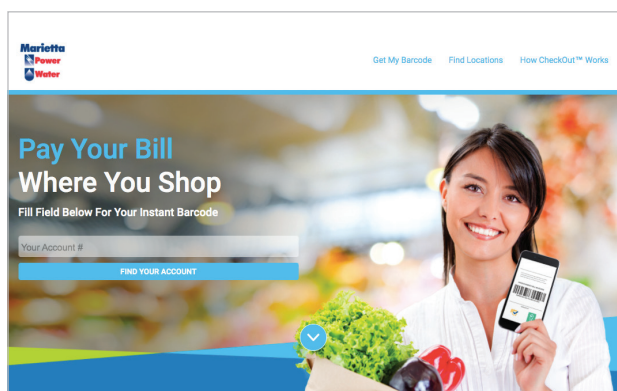 Marietta
Power
Water
Get My Barcode
Find Locations
How CheckOut™ Works
Pay Your Bill
Where You Shop
Fill Field Below For Your Instant Barcode
Your Account #
FIND YOUR ACCOUNT